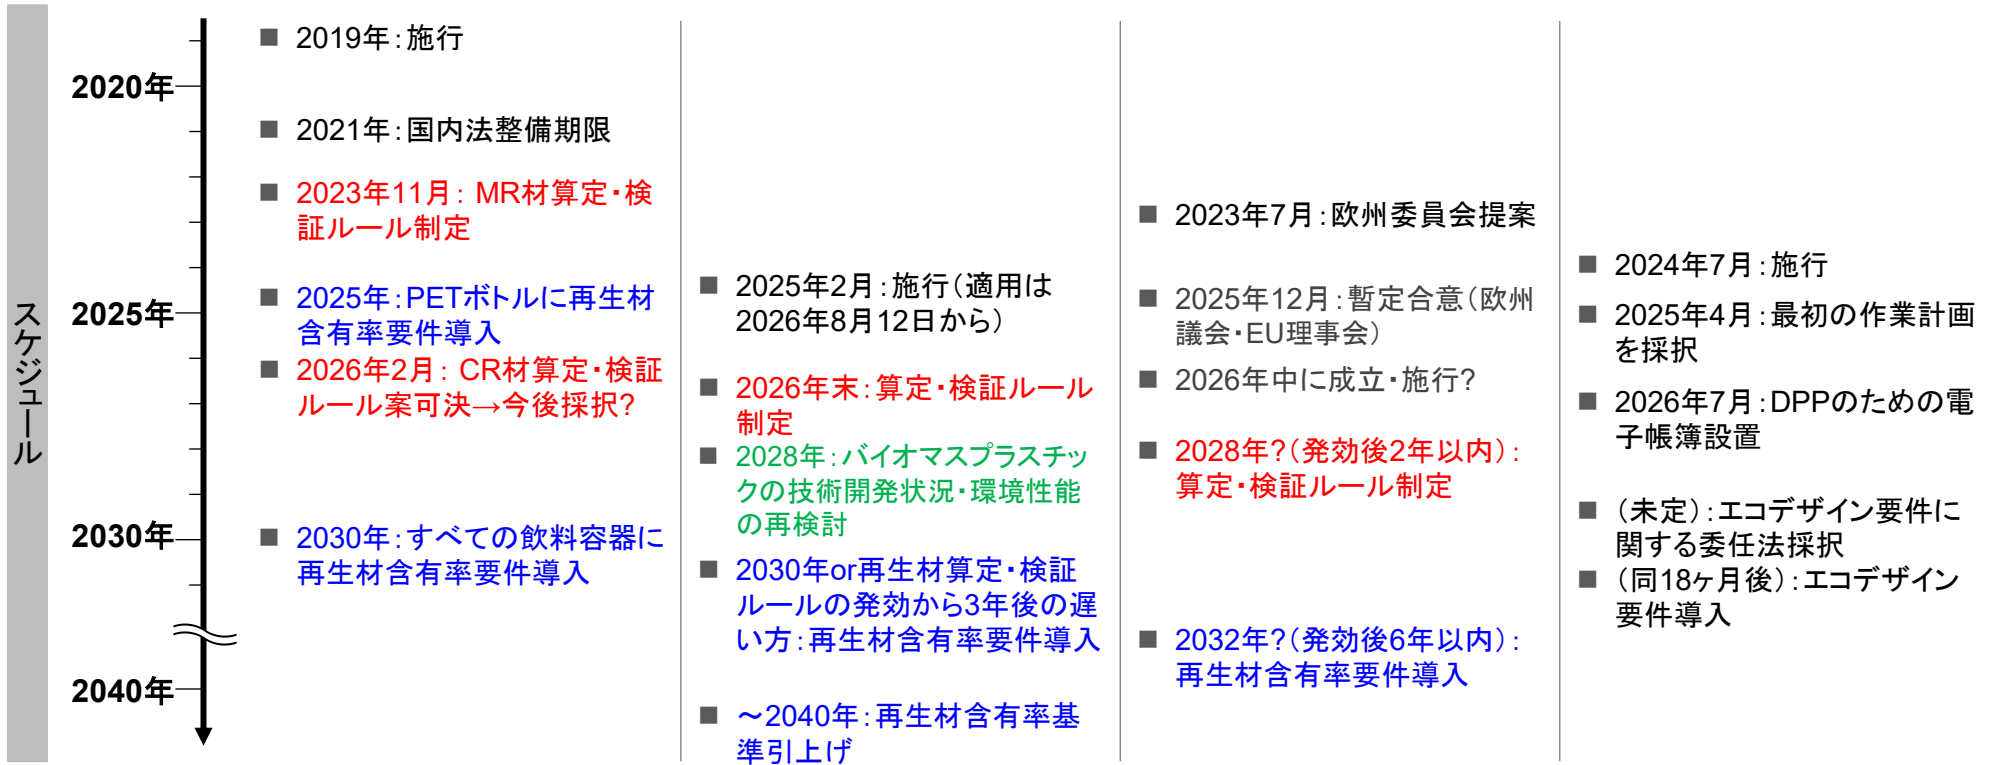 スケジュール
2020年
2025年
2030年
2040年
■ 2019年：施行
■ 2021年：国内法整備期限
■ 2023年11月： MR材算定・検
証ルール制定
■ 2025年：PETボトルに再生材
含有率要件導入
■ 2026年2月： CR材算定・検証
ルール案可決→今後採択?
■ 2030年：すべての飲料容器に
再生材含有率要件導入
■ 2025年2月：施行（適用は
2026年8月12日から）
■ 2026年末：算定・検証ルール
制定
■ 2028年：バイオマスプラスチッ
クの技術開発状況・環境性能
の再検討
■ 2030年or再生材算定・検証
ルールの発効から3年後の遅
い方：再生材含有率要件導入
■ ～2040年：再生材含有率基
準引上げ
■ 2023年7月：欧州委員会提案
■ 2025年12月：暫定合意（欧州
議会・EU理事会）
■ 2026年中に成立・施行?
■ 2028年?（発効後2年以内）：
算定・検証ルール制定
■ 2032年?（発効後6年以内）：
再生材含有率要件導入
■ 2024年7月：施行
■ 2025年4月：最初の作業計画
を採択
■ 2026年7月：DPPのための電
子帳簿設置
■ （未定）：エコデザイン要件に
関する委任法採択
■ （同18ヶ月後）：エコデザイン
要件導入